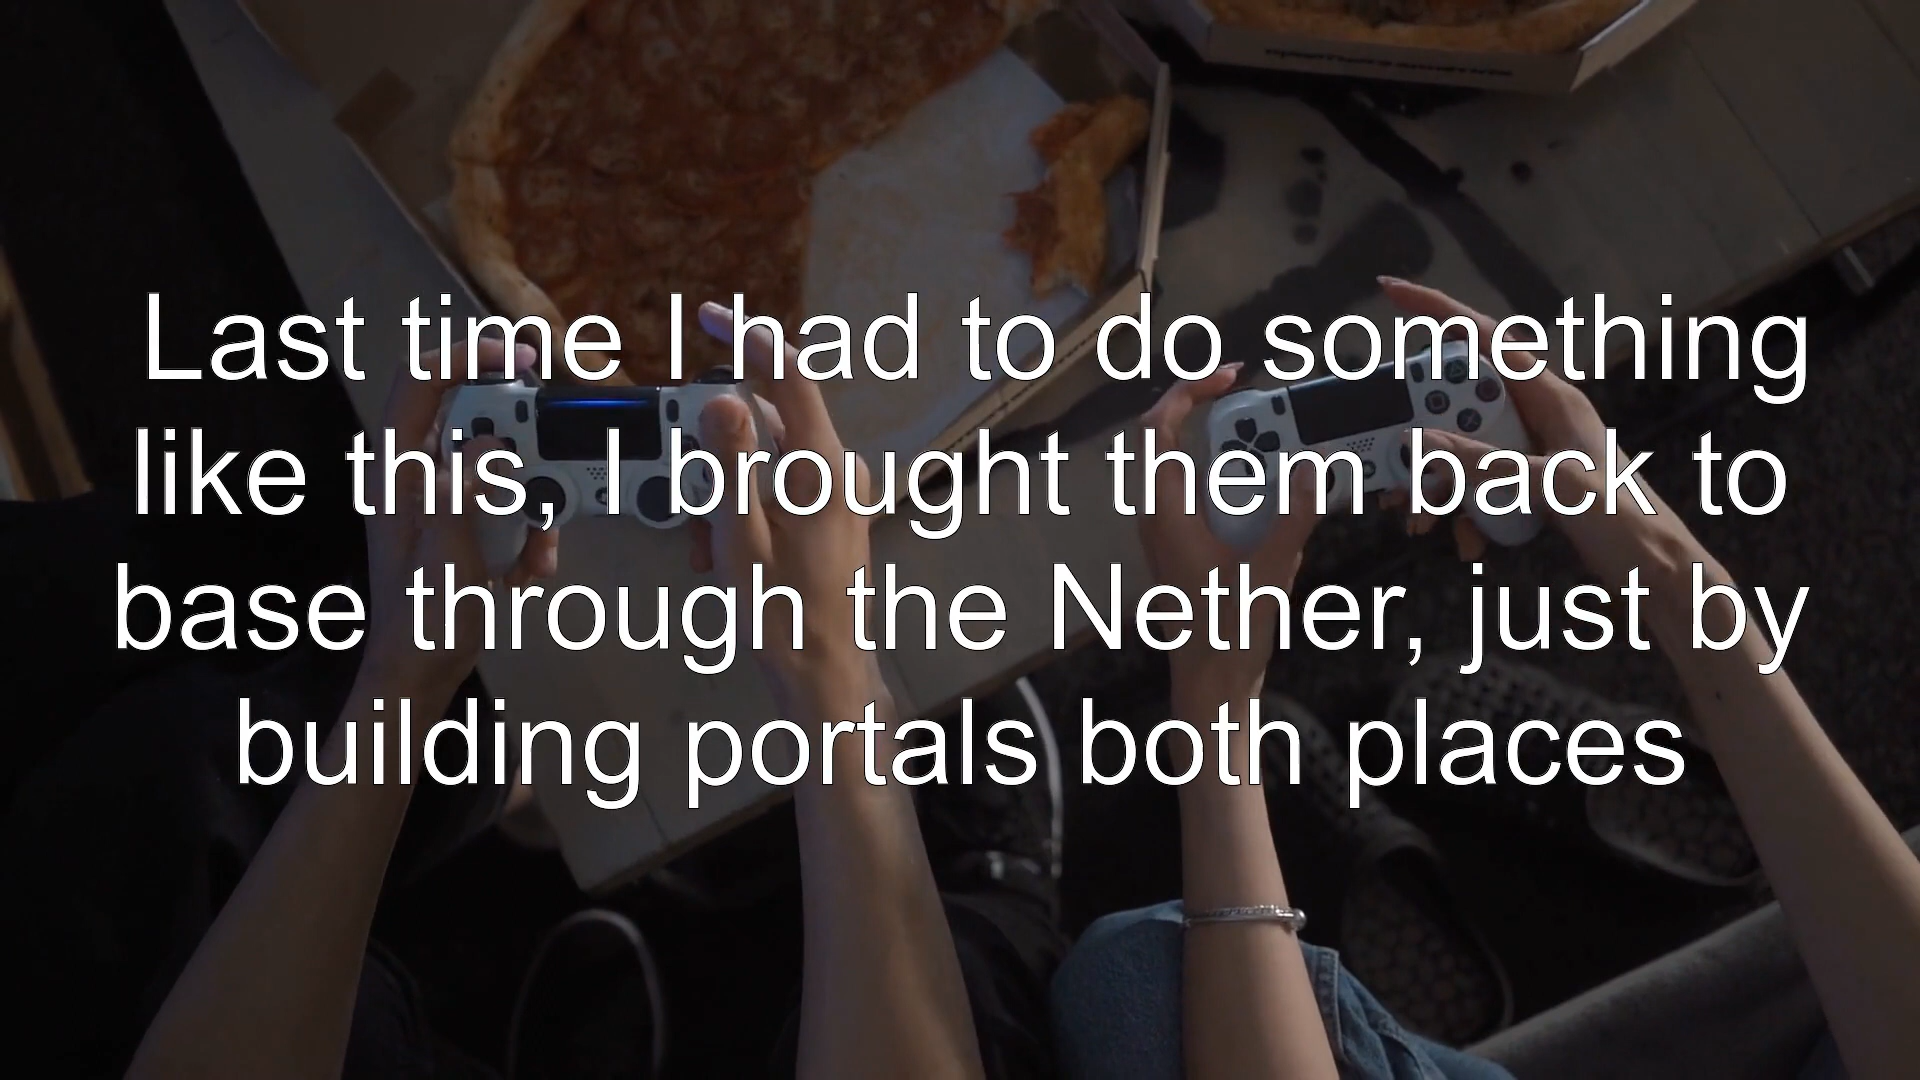 Last time I had to do something
like this, I brought them back to
base through the Nether, just by
building portals both places